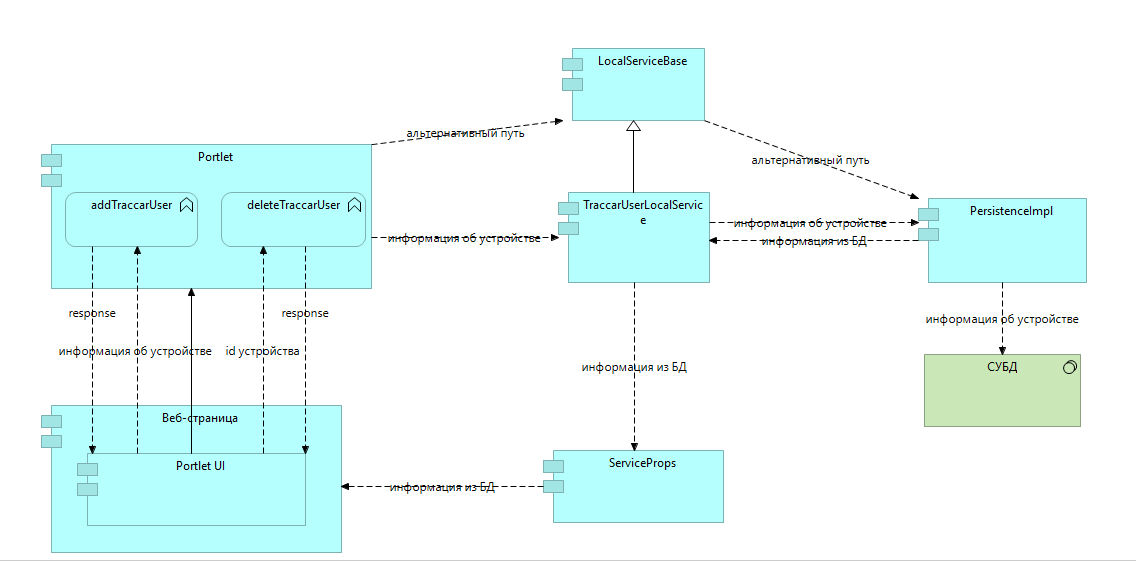 LocalServiceBase
альтернативный путь
Portlet
альтернативный путь
addTraccarUser
deleteTraccarUser
TraccarUserLocalServic
e
PersistenceImpl
информация об устройстве
информация об устройстве
информация из БД
response
response
информация об устройстве
информация об устройстве
id устройства
информация из БД
СУБД
Веб-страница
Portlet UI
ServiceProps
информация из БД